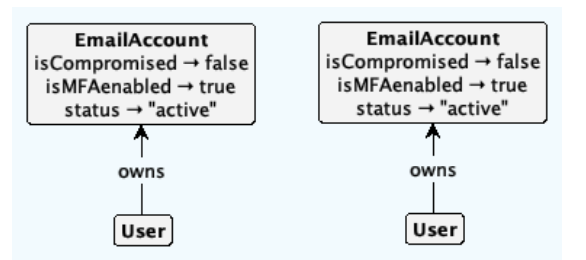 EmailAccount
isCompromised → false
isMFAenabled → true
status → "active"
owns
User
EmailAccount
isCompromised → false
isMFAenabled → true
status → "active"
owns
User